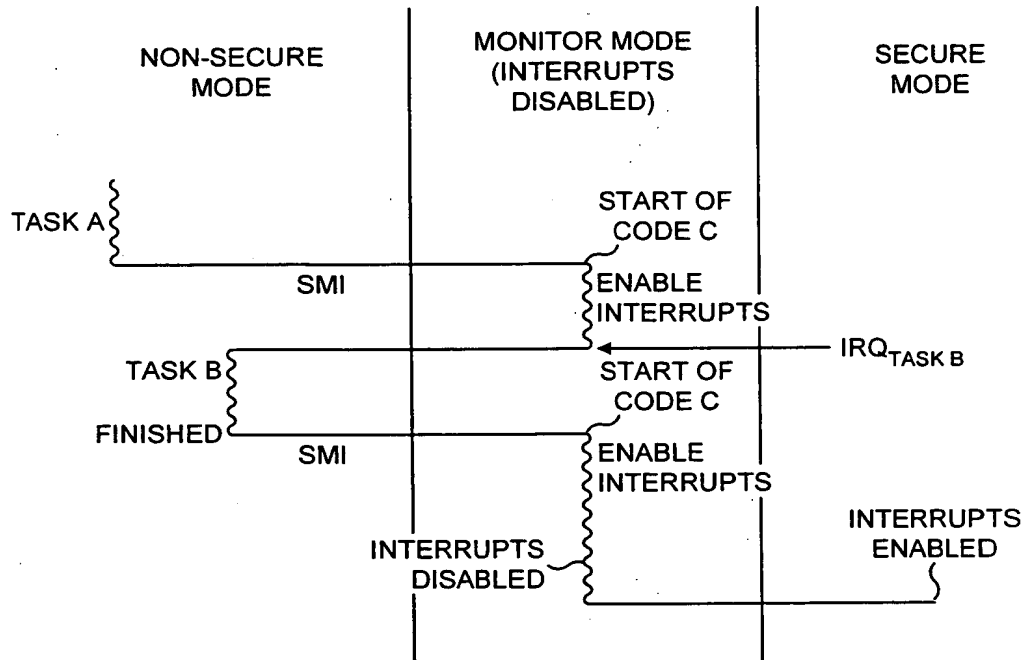 NON-SECURE
MODE
MONITOR MODE
(INTERRUPTS
DISABLED)
SECURE
MODE
TASK A
START OF
CODE C
SMI
ENABLE
INTERRUPTS
IRQTASK B
TASK B
START OF
CODE C
FINISHED
SMI
ENABLE
INTERRUPTS
INTERRUPTS
DISABLED
INTERRUPTS
ENABLED